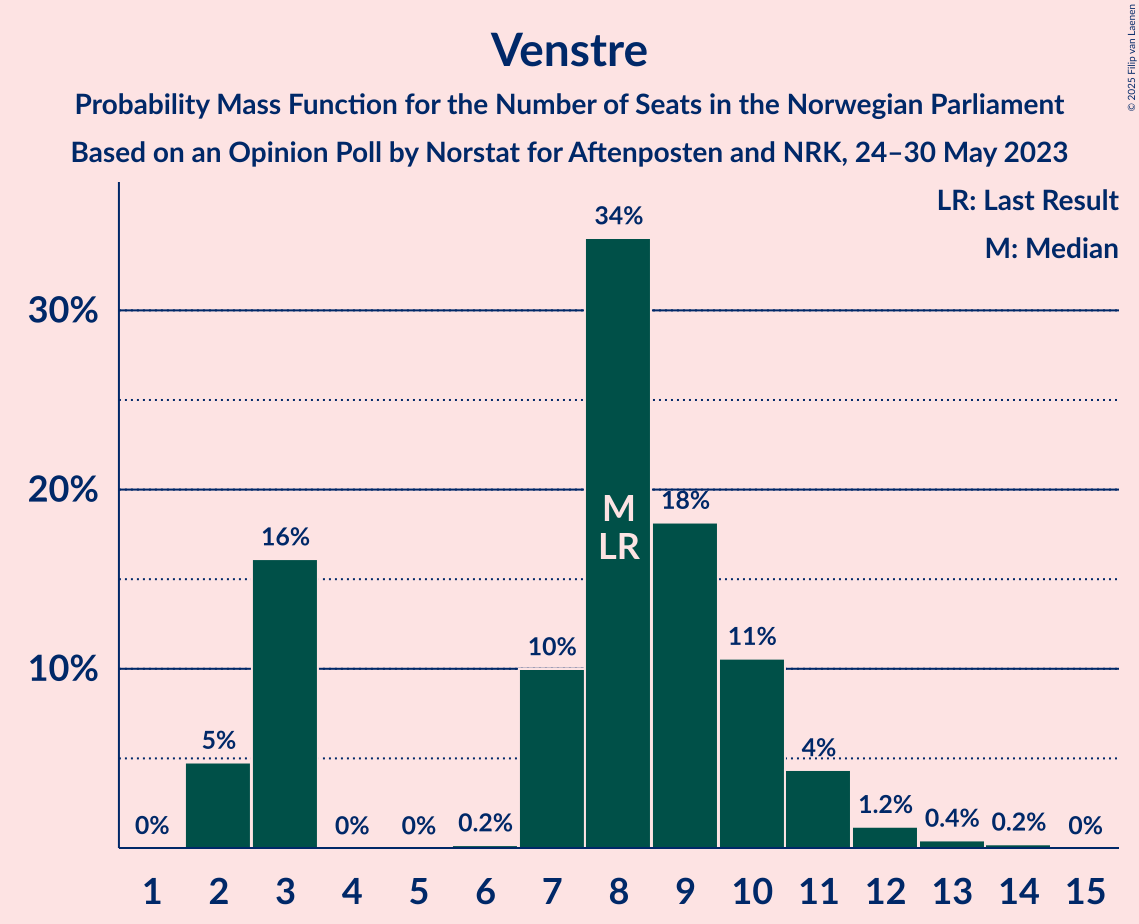 Venstre
Probability Mass Function for the Number of Seats in the Norwegian Parliament
Based on an Opinion Poll by Norstat for Aftenposten and NRK, 24–30 May 2023
© 2025 Filip van Laenen
LR: Last Result
M: Median
30%
20%
10%
0%
5%
16%
0%
0%
0.2%
10%
34%
M
LR
18%
11%
4%
1.2%
0.4%
0.2%
0%
1 2 3 4 5 6 7 8 9 10 11 12 13 14 15